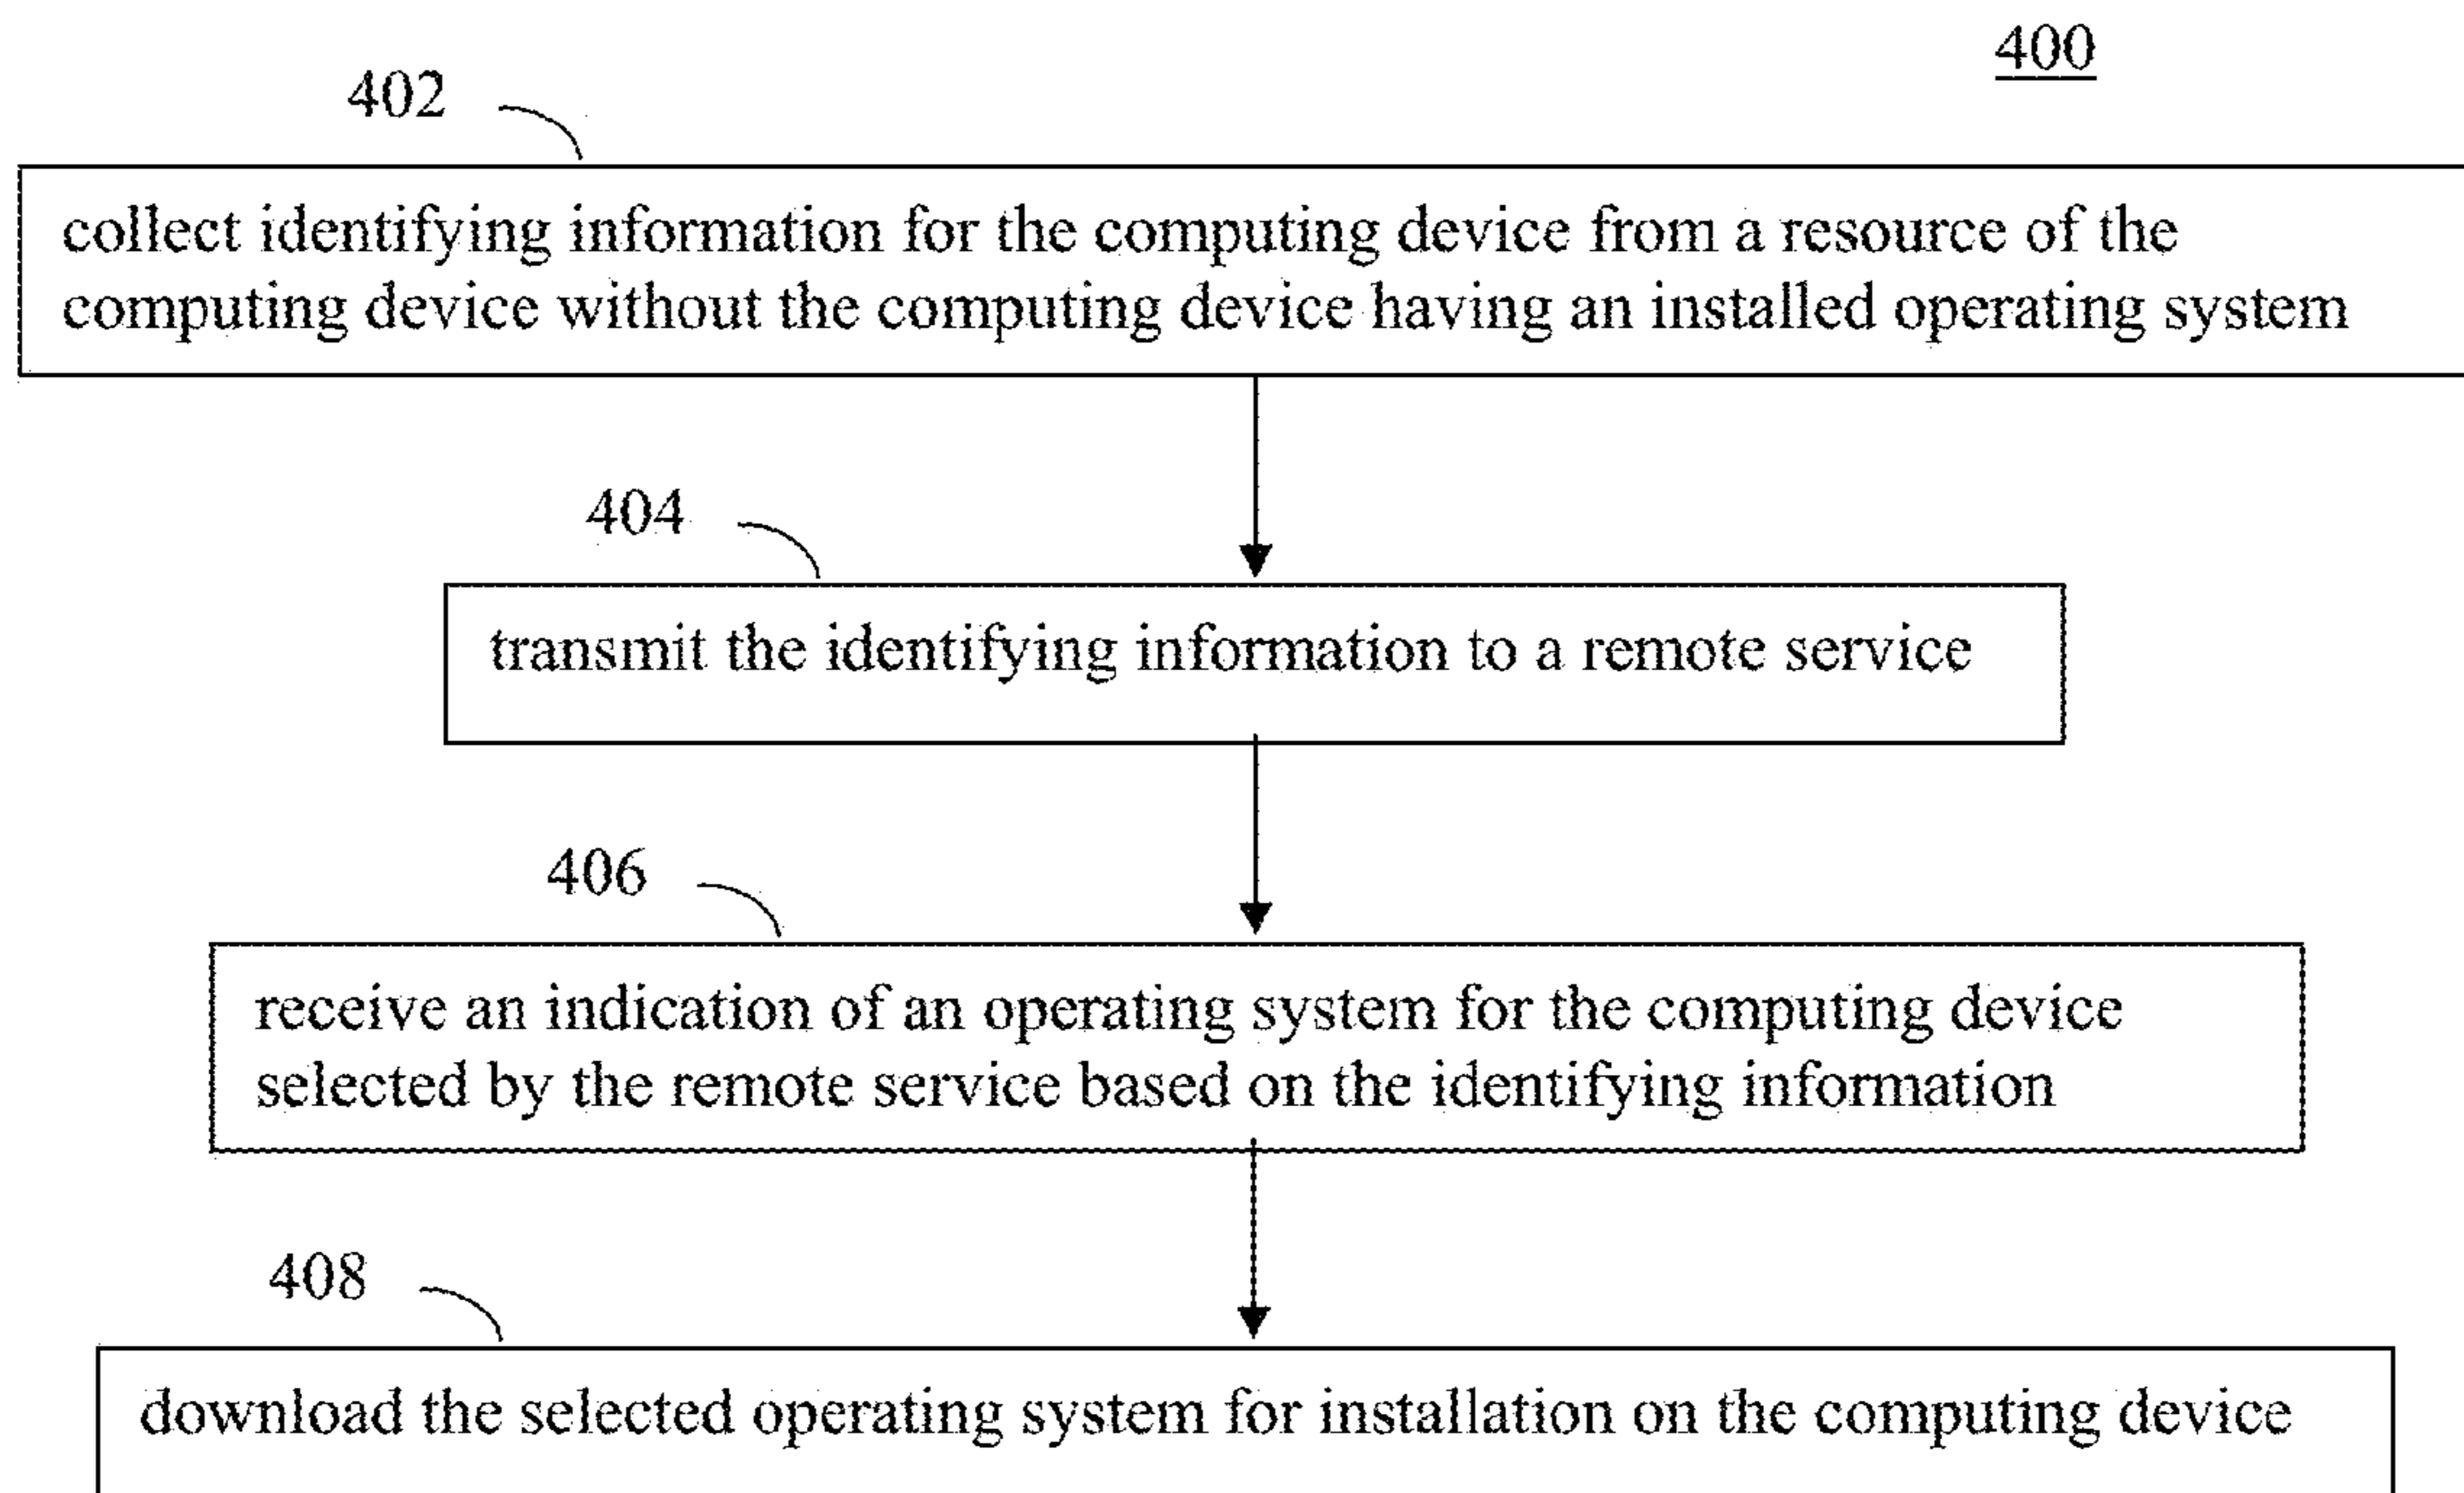 400
402
collect identifying information for the computing device from a resource of the
computing device without the computing device having an installed operating system
404
transmit the identifying information to a remote service
406
receive an indication of an operating system for the computing device
selected by the remote service based on the identifying information
408
download the selected operating system for installation on the computing device